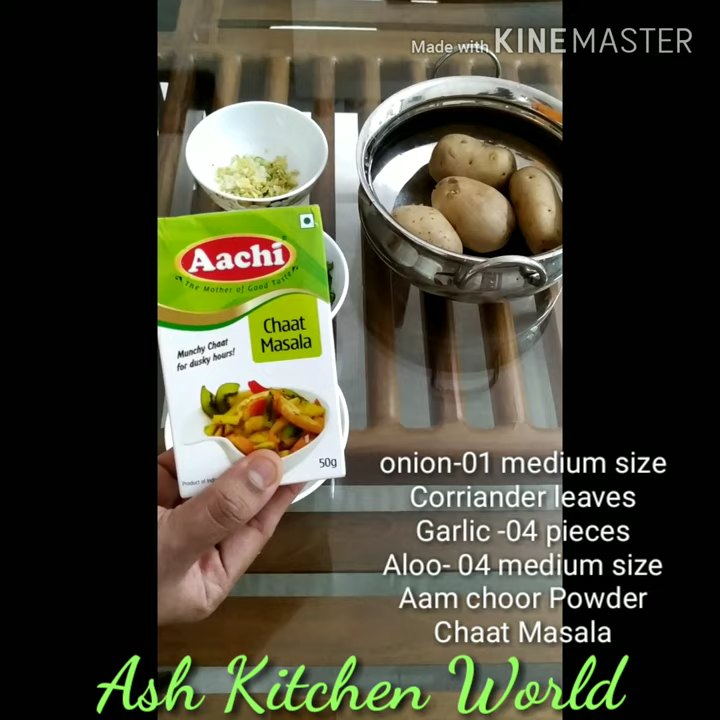 Made with KINEMASTER
Aachi
The Mother of Good Taste
Chaat
Masala
Munchy Chaat
for dusky hours!
50g
onion-01 medium size
Corriander leaves
Garlic -04 pieces
Aloo- 04 medium size
Aam choor Powder
Chaat Masala
Ash Kitchen World